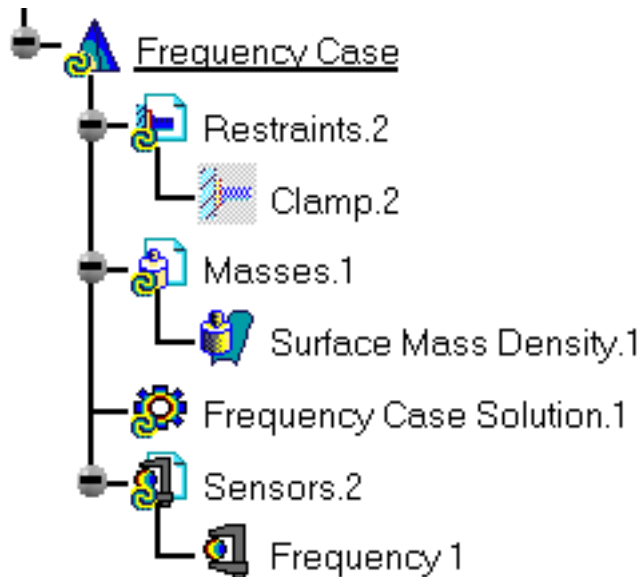 Frequency Case
Restraints.2
Clamp.2
Masses.1
Surface Mass Density.1
Frequency Case Solution.1
Sensors.2
Frequency 1